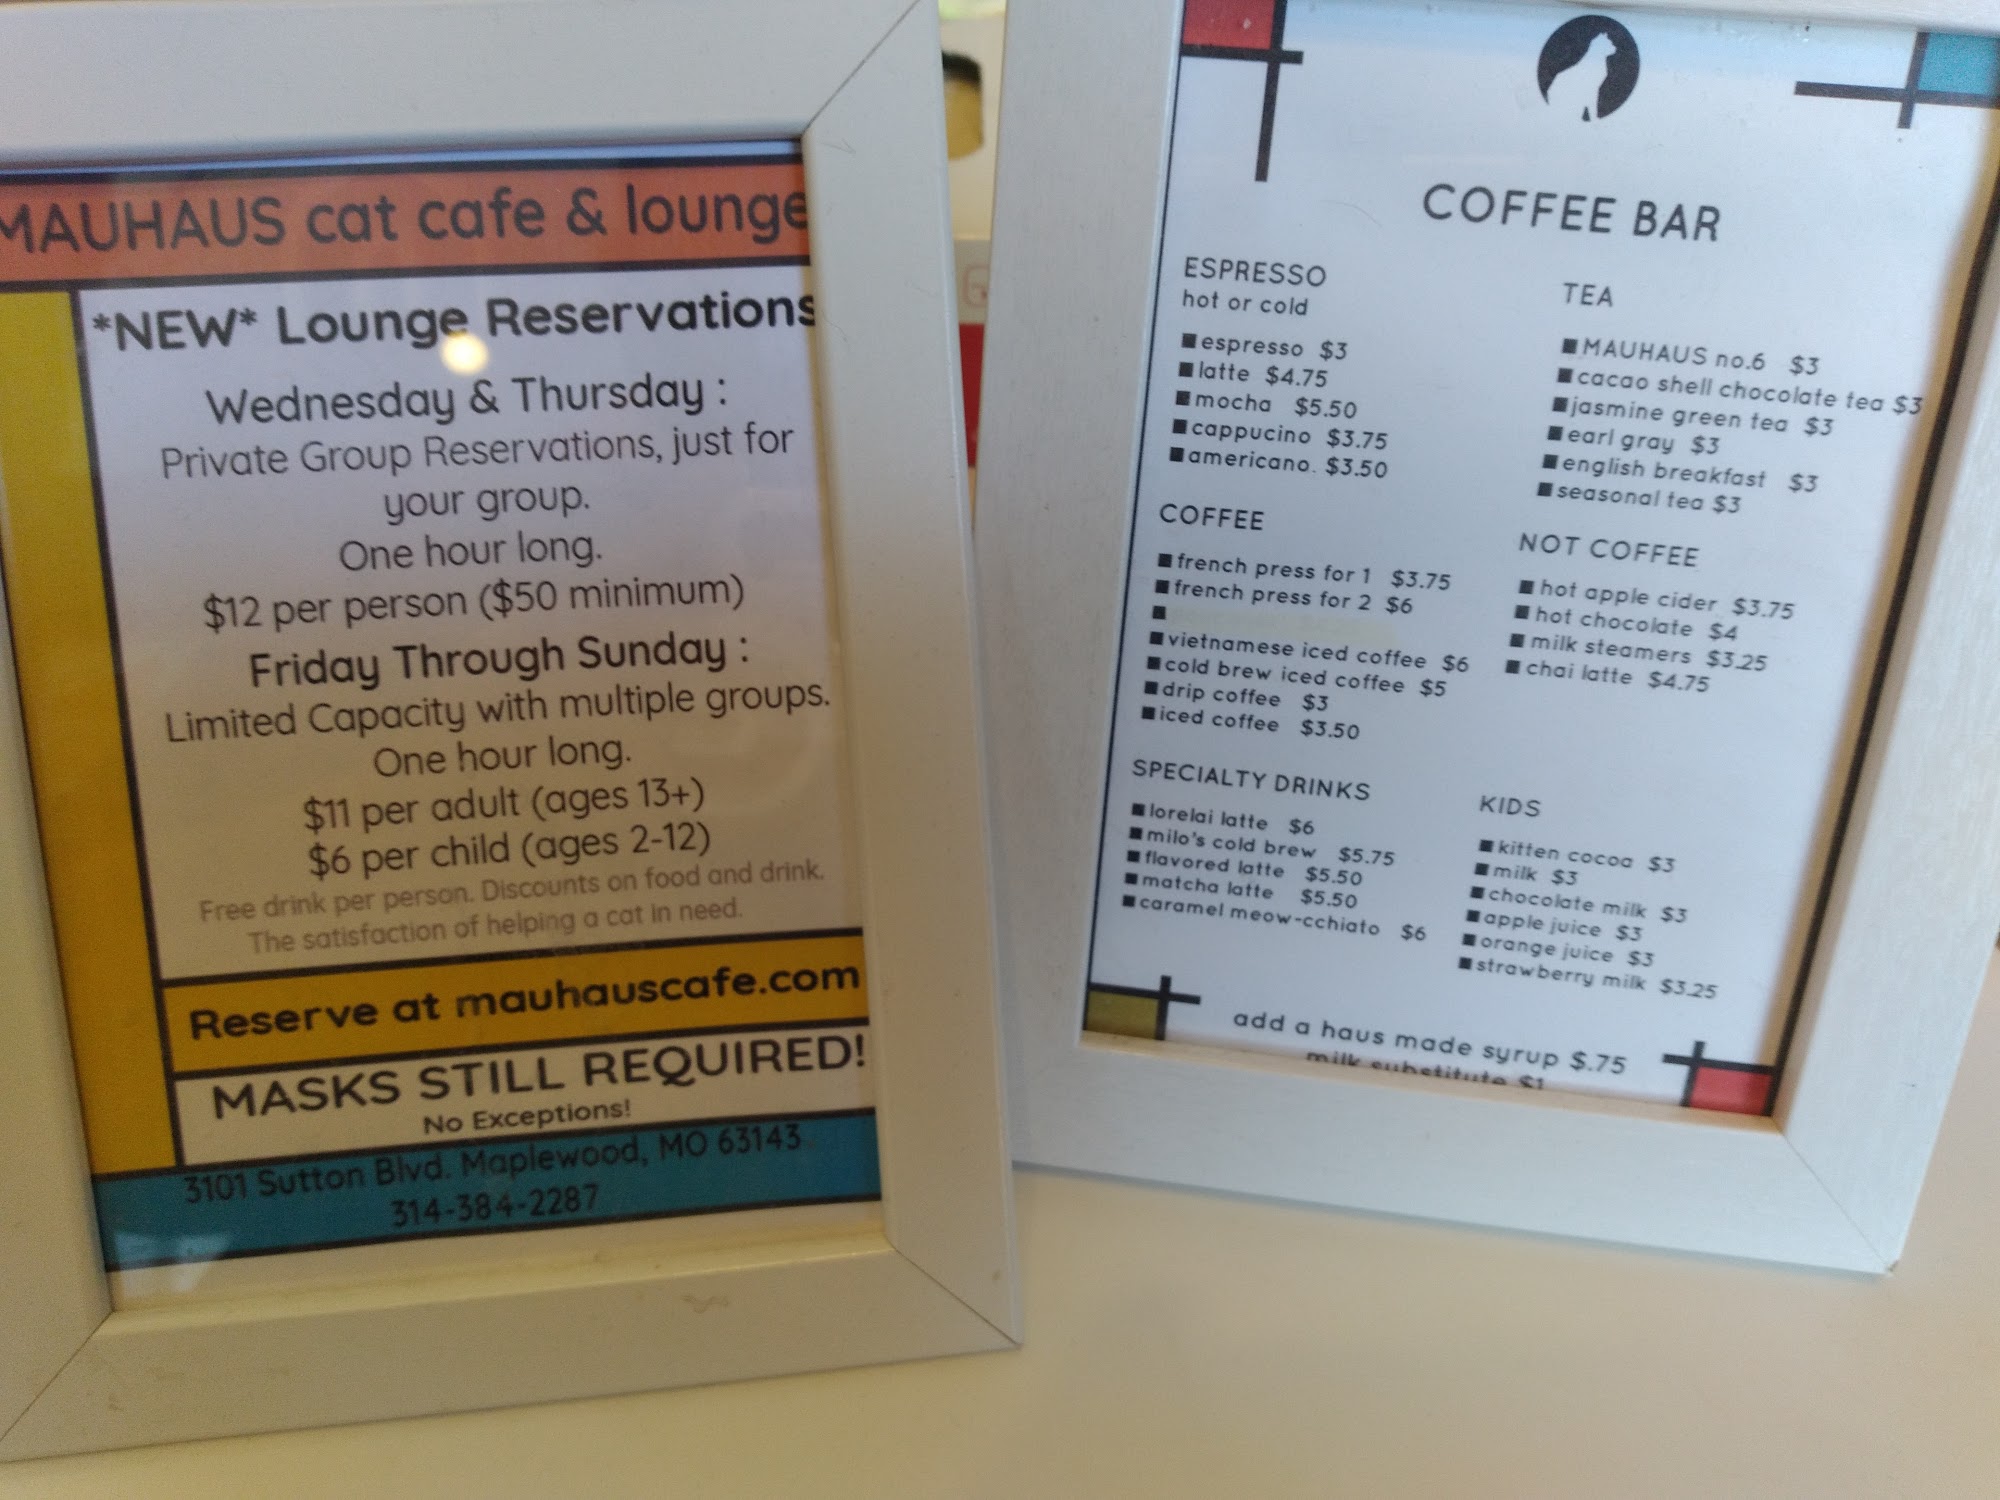 MAUHAUS cat cafe & lounge
*NEW* Lounge Reservations
Wednesday & Thursday :
Private Group Reservations, just for
your group.
One hour long.
$12 per person ($50 minimum)
Friday Through Sunday :
Limited Capacity with multiple groups.
One hour long.
$11 per adult (ages 13+)
$6 per child (ages 2-12)
Free drink per person. Discounts on food and drink.
The satisfaction of helping a cat in need.
Reserve at mauhauscafe.com
MASKS STILL REQUIRED!
No Exceptions!
3101 Sutton Blvd. Maplewood, MO 63143
314-384-2287
COFFEE BAR
ESPRESSO
hot or cold
espresso $3
latte $4.75
mocha $5.50
cappucino $3.75
americano. $3.50
COFFEE
french press for 1 $3.75
french press for 2 $6
vietnamese iced coffee $6
cold brew iced coffee $5
drip coffee $3
iced coffee $3.50
SPECIALTY DRINKS
lorelai latte $6
milo's cold brew $5.75
flavored latte $5.50
matcha latte $5.50
caramel meow-cchiato $6
TEA
MAUHAUS no.6 $3
cacao shell chocolate tea $3
jasmine green tea $3
earl gray $3
english breakfast $3
seasonal tea $3
NOT COFFEE
hot apple cider $3.75
hot chocolate $4
milk steamers $3.25
chai latte $4.75
KIDS
kitten cocoa $3
milk $3
chocolate milk $3
apple juice $3
orange juice $3
strawberry milk $3.25
add a haus made syrup $.75
milk substitute $1